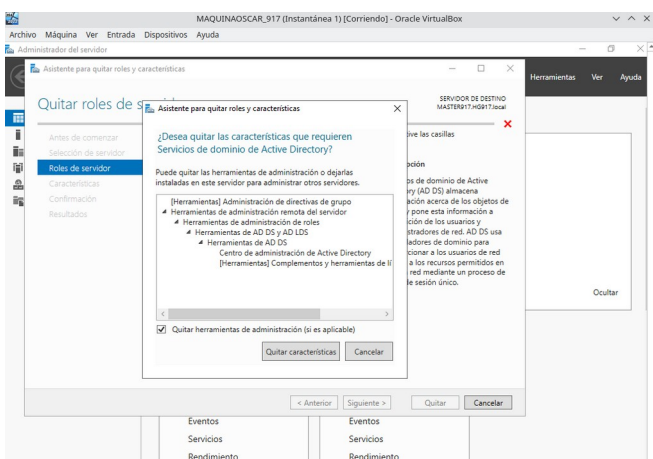 MAQUINAOSCAR_917 (Instantánea 1) [Corriendo] - Oracle VirtualBox
Archivo Máquina Ver Entrada Dispositivos Ayuda
Administrador del servidor
Herramientas Ver Ayuda
Asistente para quitar roles y características
Quitar roles de s
SERVIDOR DE DESTINO
MASTER917.HG917.local
Antes de comenzar
Selección de servidor
Roles de servidor
Características
Confirmación
Resultados
Asistente para quitar roles y características
¿Desea quitar las características que requieren
Servicios de dominio de Active Directory?
Puede quitar las herramientas de administración o dejarlas
instaladas en este servidor para administrar otros servidores.
[Herramientas] Administración de directivas de grupo
Herramientas de administración remota del servidor
Herramientas de administración de roles
Herramientas de AD DS y AD LDS
Herramientas de AD DS
Centro de administración de Active Directory
[Herramientas] Complementos y herramientas de lí
Quitar herramientas de administración (si es aplicable)
Quitar características Cancelar
tive las casillas
pción
os de dominio de Active
ory (AD DS) almacena
ación acerca de los objetos de
y pone esta información a
ción de los usuarios y
stradores de red. AD DS usa
ladores de dominio para
cionar a los usuarios de red
a los recursos permitidos en
red mediante un proceso de
de sesión único.
< Anterior Siguiente > Quitar Cancelar
Ocultar
Eventos Eventos
Servicios Servicios
Rendimiento Rendimiento